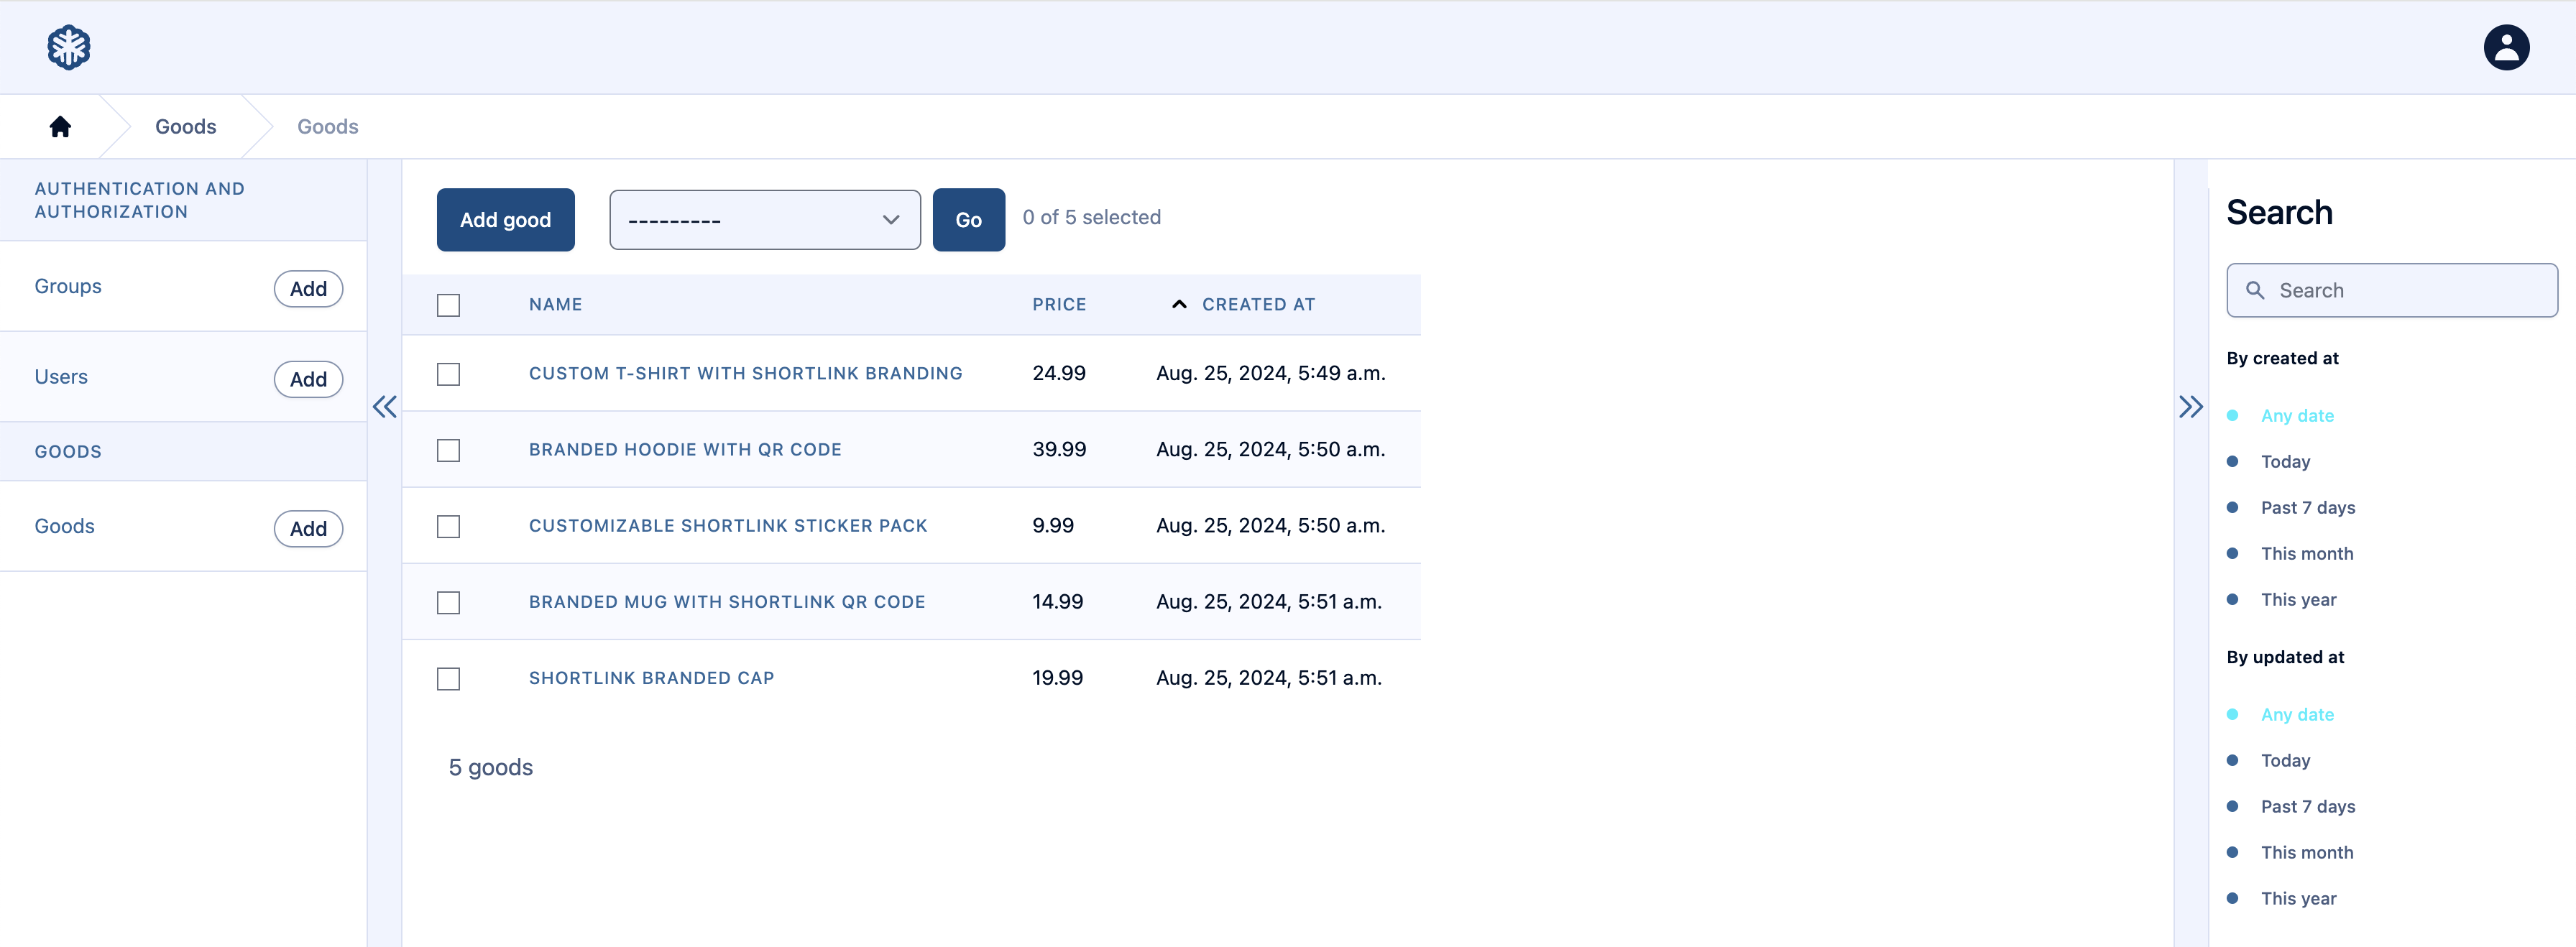 Goods
Goods
AUTHENTICATION AND
AUTHORIZATION
Groups
Add
Users
Add
GOODS
Goods
Add
Add good
---------
Go
0 of 5 selected
NAME PRICE CREATED AT
CUSTOM T-SHIRT WITH SHORTLINK BRANDING 24.99 Aug. 25, 2024, 5:49 a.m.
BRANDED HOODIE WITH QR CODE 39.99 Aug. 25, 2024, 5:50 a.m.
CUSTOMIZABLE SHORTLINK STICKER PACK 9.99 Aug. 25, 2024, 5:50 a.m.
BRANDED MUG WITH SHORTLINK QR CODE 14.99 Aug. 25, 2024, 5:51 a.m.
SHORTLINK BRANDED CAP 19.99 Aug. 25, 2024, 5:51 a.m.
5 goods
Search
Search
By created at
Any date
Today
Past 7 days
This month
This year
By updated at
Any date
Today
Past 7 days
This month
This year